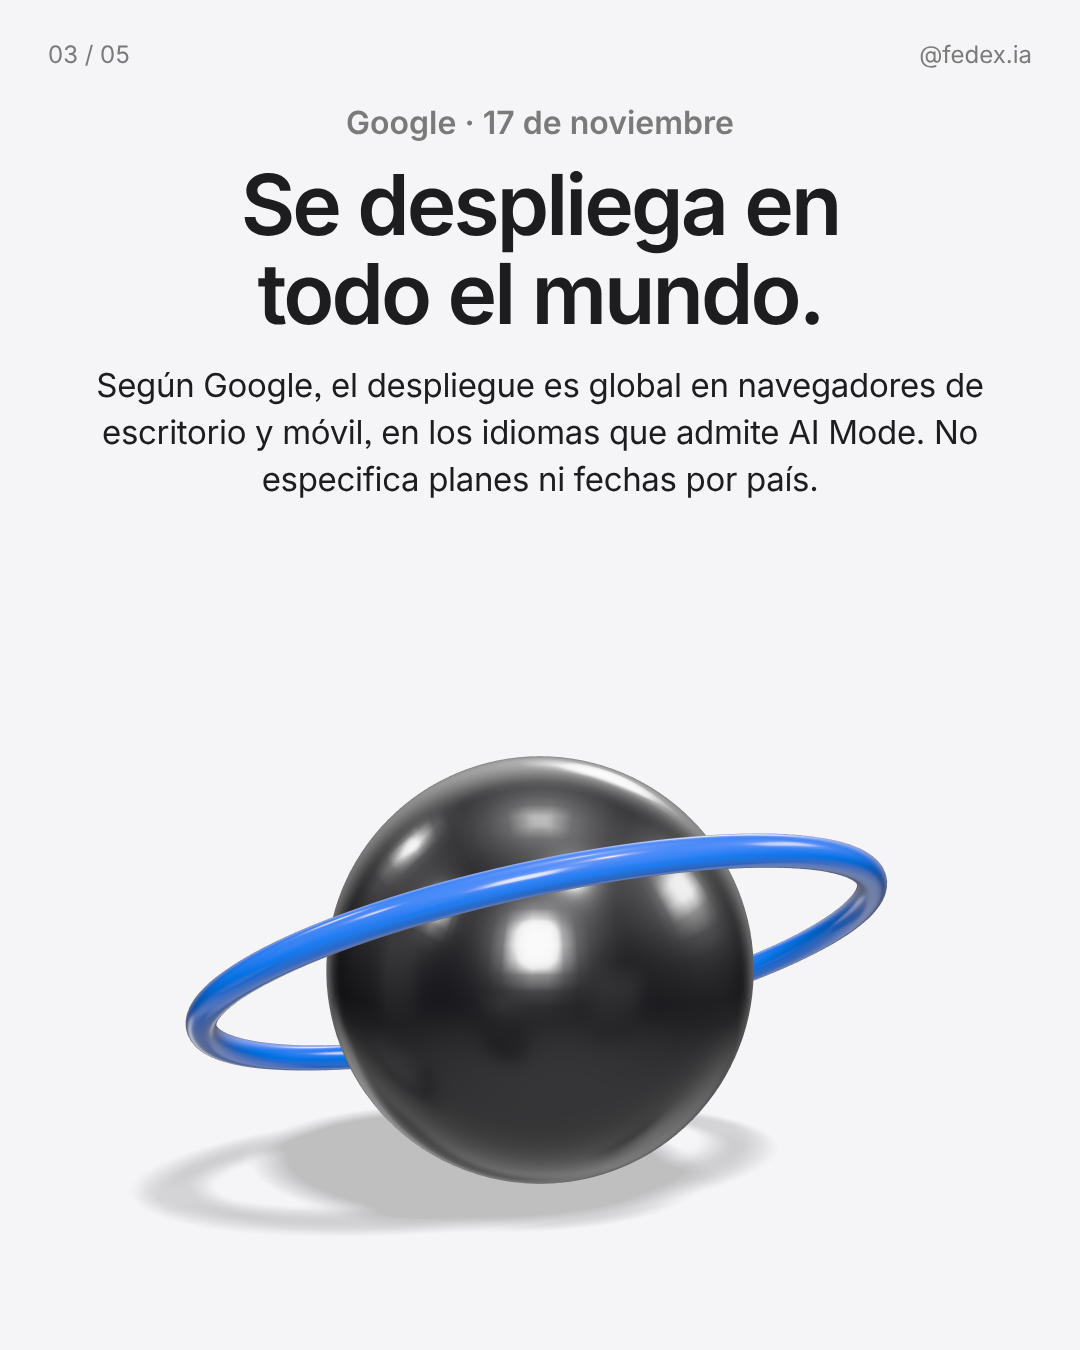 03 / 05
@fedex.ia
Google · 17 de noviembre
Se despliega en
todo el mundo.
Según Google, el despliegue es global en navegadores de
escritorio y móvil, en los idiomas que admite AI Mode. No
especifica planes ni fechas por país.